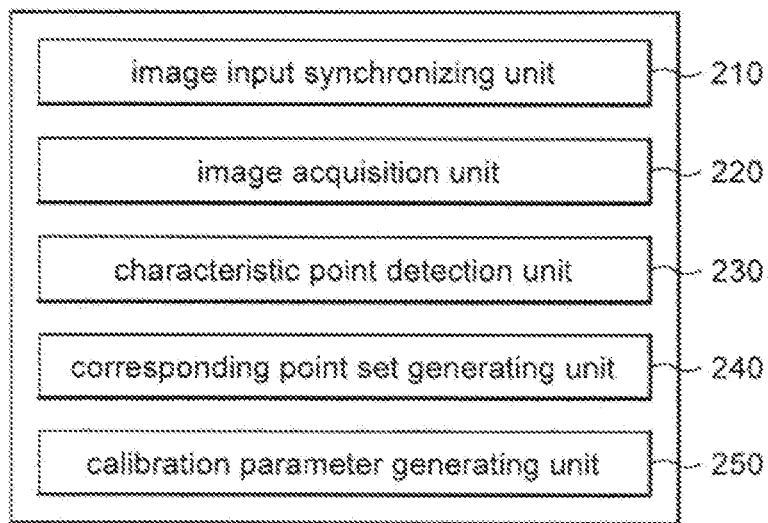 image input synchronizing unit 210
image acquisition unit 220
characteristic point detection unit 230
corresponding point set generating unit 240
calibration parameter generating unit 250